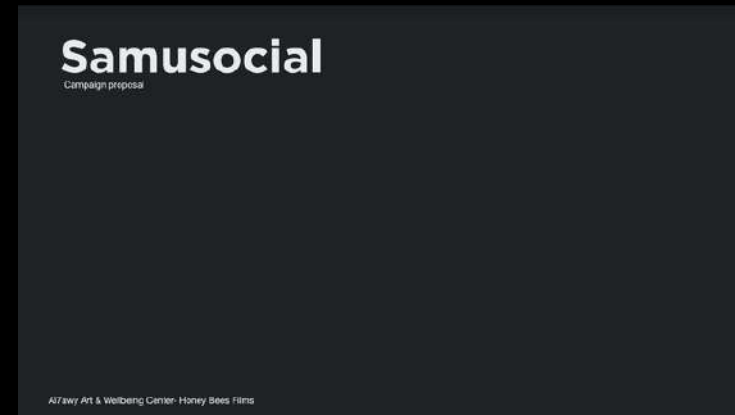 Samusocial
Campaign proposal
Al7awy Art & Wellbeing Center- Honey Bees Films